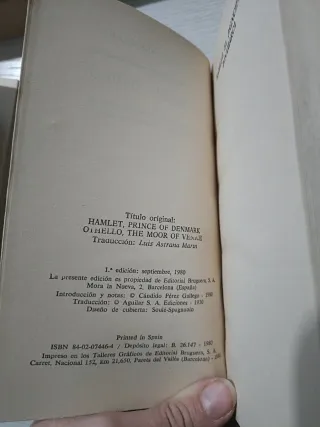 Título original:
HAMLET, PRINCE OF DENMARK
OTHELLO, THE MOOR OF VENICE
Traducción: Luis Astrana Marín
1.ª edición: septiembre, 1980
La presente edición es propiedad de Editorial Bruguera, S. A.
Mora la Nueva, 2. Barcelona (España)
Introducción y notas: © Cándido Pérez Gallego - 1980
Traducción: © Aguilar S. A. Ediciones - 1930
Diseño de cubierta: Soulé-Spagnuolo
Printed in Spain
ISBN 84-02-07446-4 / Depósito legal: B. 26.147 - 1980
Impreso en los Talleres Gráficos de Editorial Bruguera, S. A.
Carret. Nacional 152, km 21,650. Parets del Vallès (Barcelona)